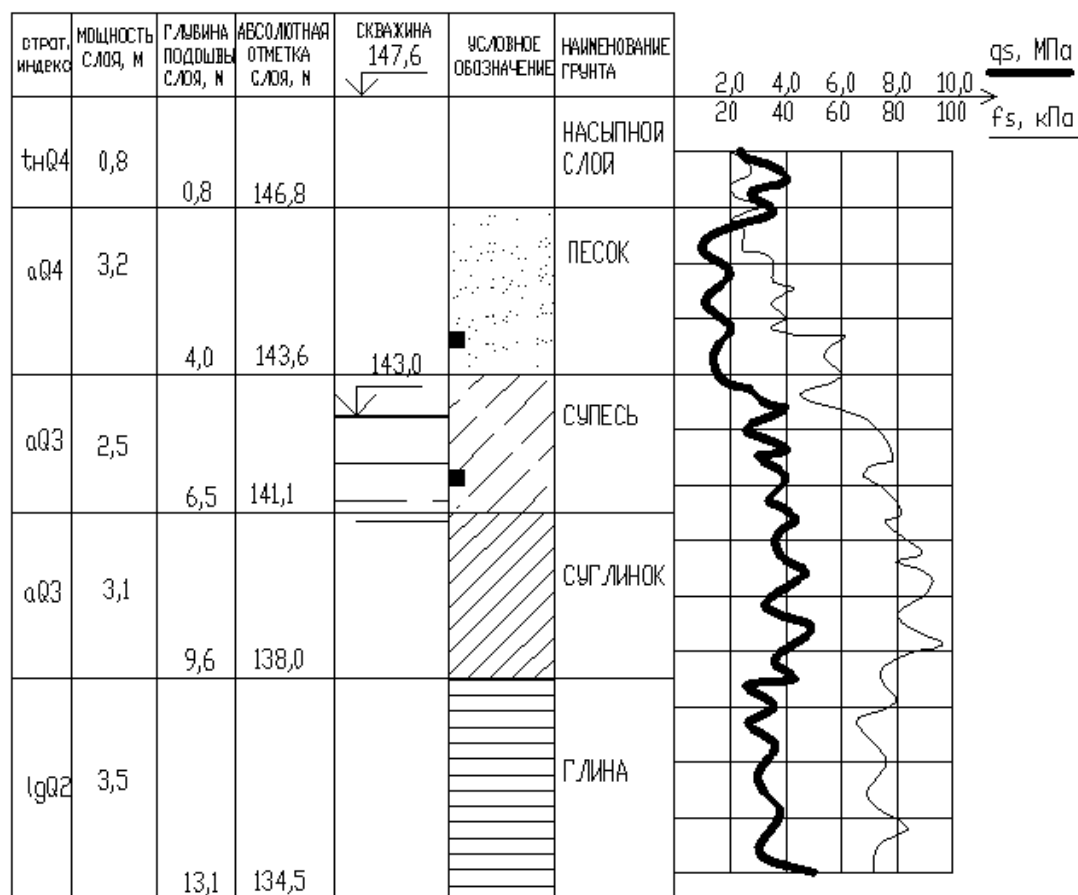 СТРАТ. ИНДЕКС
МОЩНОСТЬ СЛОЯ, М
ГЛУБИНА ПОДОШВЫ СЛОЯ, М
АБСОЛЮТНАЯ ОТМЕТКА СЛОЯ, М
СКВАЖИНА 147,6
УСЛОВНОЕ ОБОЗНАЧЕНИЕ
НАИМЕНОВАНИЕ ГРУНТА
qs, МПа
2,0 4,0 6,0 8,0 10,0
20 40 60 80 100
fs, кПа
tнQ4 0,8 0,8 146,8 НАСЫПНОЙ СЛОЙ
aQ4 3,2 4,0 143,6 ПЕСОК
143,0
aQ3 2,5 6,5 141,1 СУПЕСЬ
aQ3 3,1 9,6 138,0 СУГЛИНОК
lgQ2 3,5 13,1 134,5 ГЛИНА